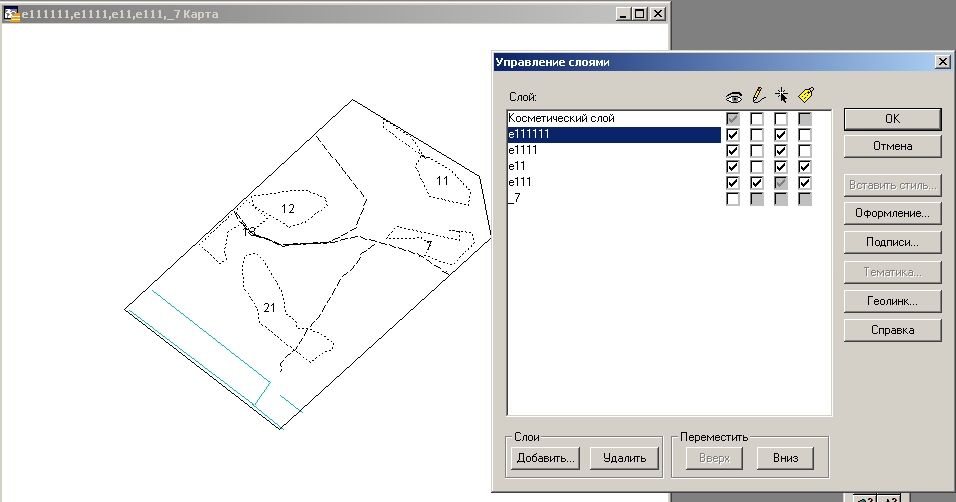 e111111,e1111,e11,e111,_7 Карта
Управление слоями
Слой:
Косметический слой
e111111
e1111
e11
e111
_7
OK
Отмена
Вставить стиль...
Оформление...
Подписи...
Тематика...
Геолинк...
Справка
Слои
Добавить...
Удалить
Переместить
Вверх
Вниз
11
12
7
21